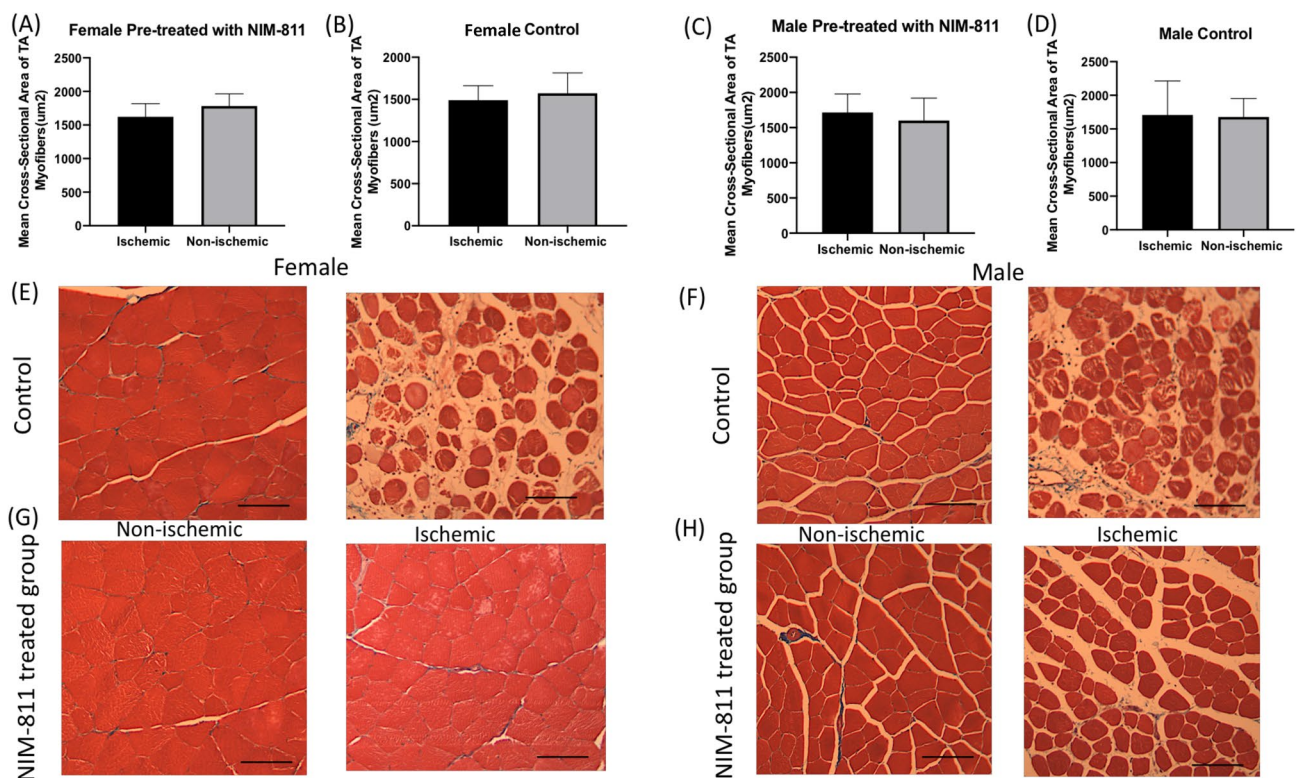 (A)
Female Pre-treated with NIM-811
Mean Cross-Sectional Area of TA
Myofibers(um2)
2500
2000
1500
1000
500
0
Ischemic
Non-ischemic
(B)
Female Control
Mean Cross-Sectional Area of TA
Myofibers (um2)
2000
1500
1000
500
0
Ischemic
Non-ischemic
(C)
Male Pre-treated with NIM-811
Mean Cross-Sectional Area of TA
Myofibers(um2)
2500
2000
1500
1000
500
0
Ischemic
Non-ischemic
(D)
Male Control
Mean Cross-Sectional Area of TA
Myofibers(um2)
2500
2000
1500
1000
500
0
Ischemic
Non-ischemic
Female
Male
(E)
Control
(F)
Control
Non-ischemic
Ischemic
Non-ischemic
Ischemic
(G)
NIM-811 treated group
(H)
NIM-811 treated group